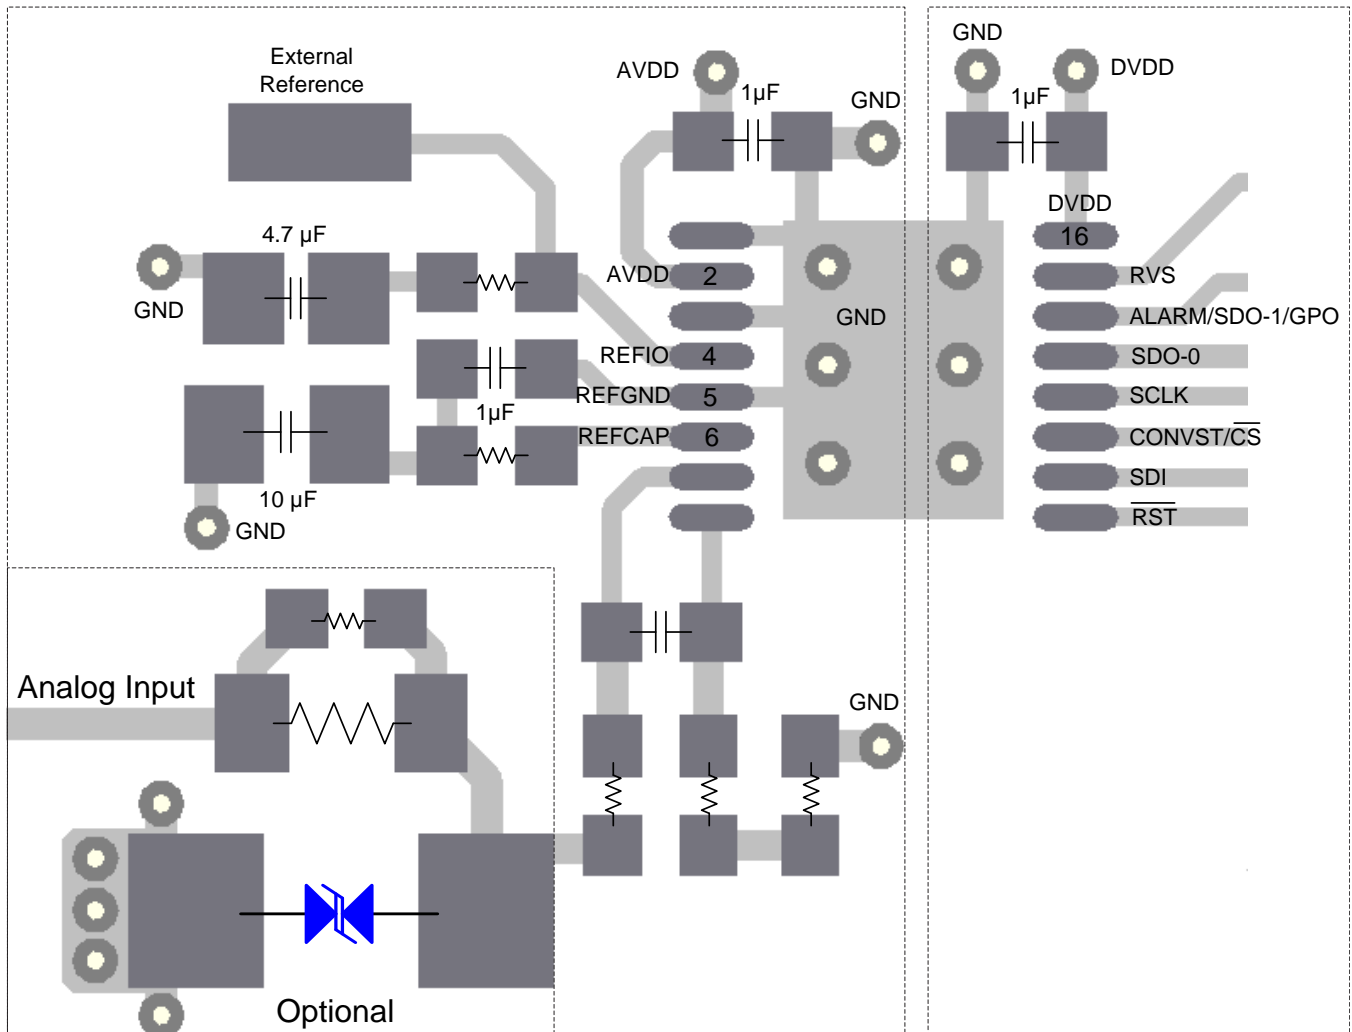 External
Reference
AVDD
1µF
GND
GND
DVDD
1µF
4.7 µF
GND
DVDD
16
AVDD
2
RVS
GND
ALARM/SDO-1/GPO
REFIO
4
SDO-0
REFGND
5
SCLK
1µF
REFCAP
6
CONVST/C̅S̅
SDI
10 µF
GND
R̅S̅T̅
Analog Input
GND
Optional